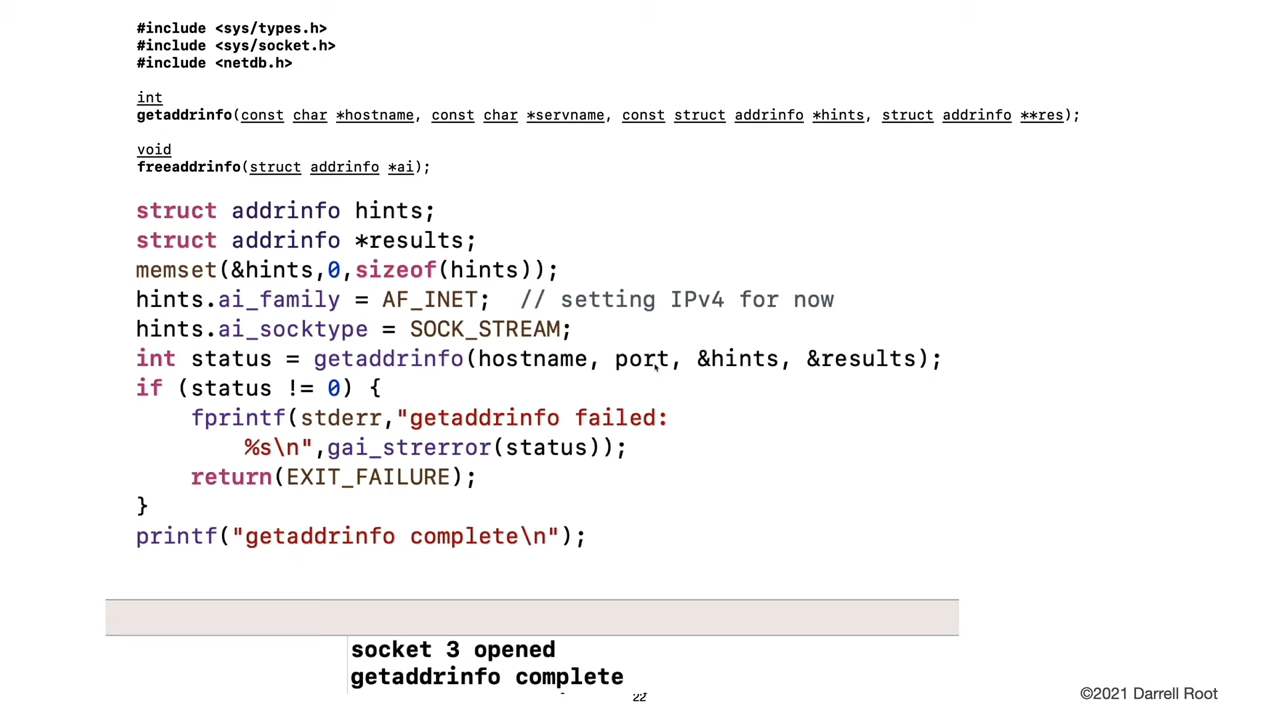 #include <sys/types.h>
#include <sys/socket.h>
#include <netdb.h>
int
getaddrinfo(const char *hostname, const char *servname, const struct addrinfo *hints, struct addrinfo **res);
void
freeaddrinfo(struct addrinfo *ai);
struct addrinfo hints;
struct addrinfo *results;
memset(&hints,0,sizeof(hints));
hints.ai_family = AF_INET;  // setting IPv4 for now
hints.ai_socktype = SOCK_STREAM;
int status = getaddrinfo(hostname, port, &hints, &results);
if (status != 0) {
    fprintf(stderr,"getaddrinfo failed:
        %s\n",gai_strerror(status));
    return(EXIT_FAILURE);
}
printf("getaddrinfo complete\n");
socket 3 opened
getaddrinfo complete
22
©2021 Darrell Root